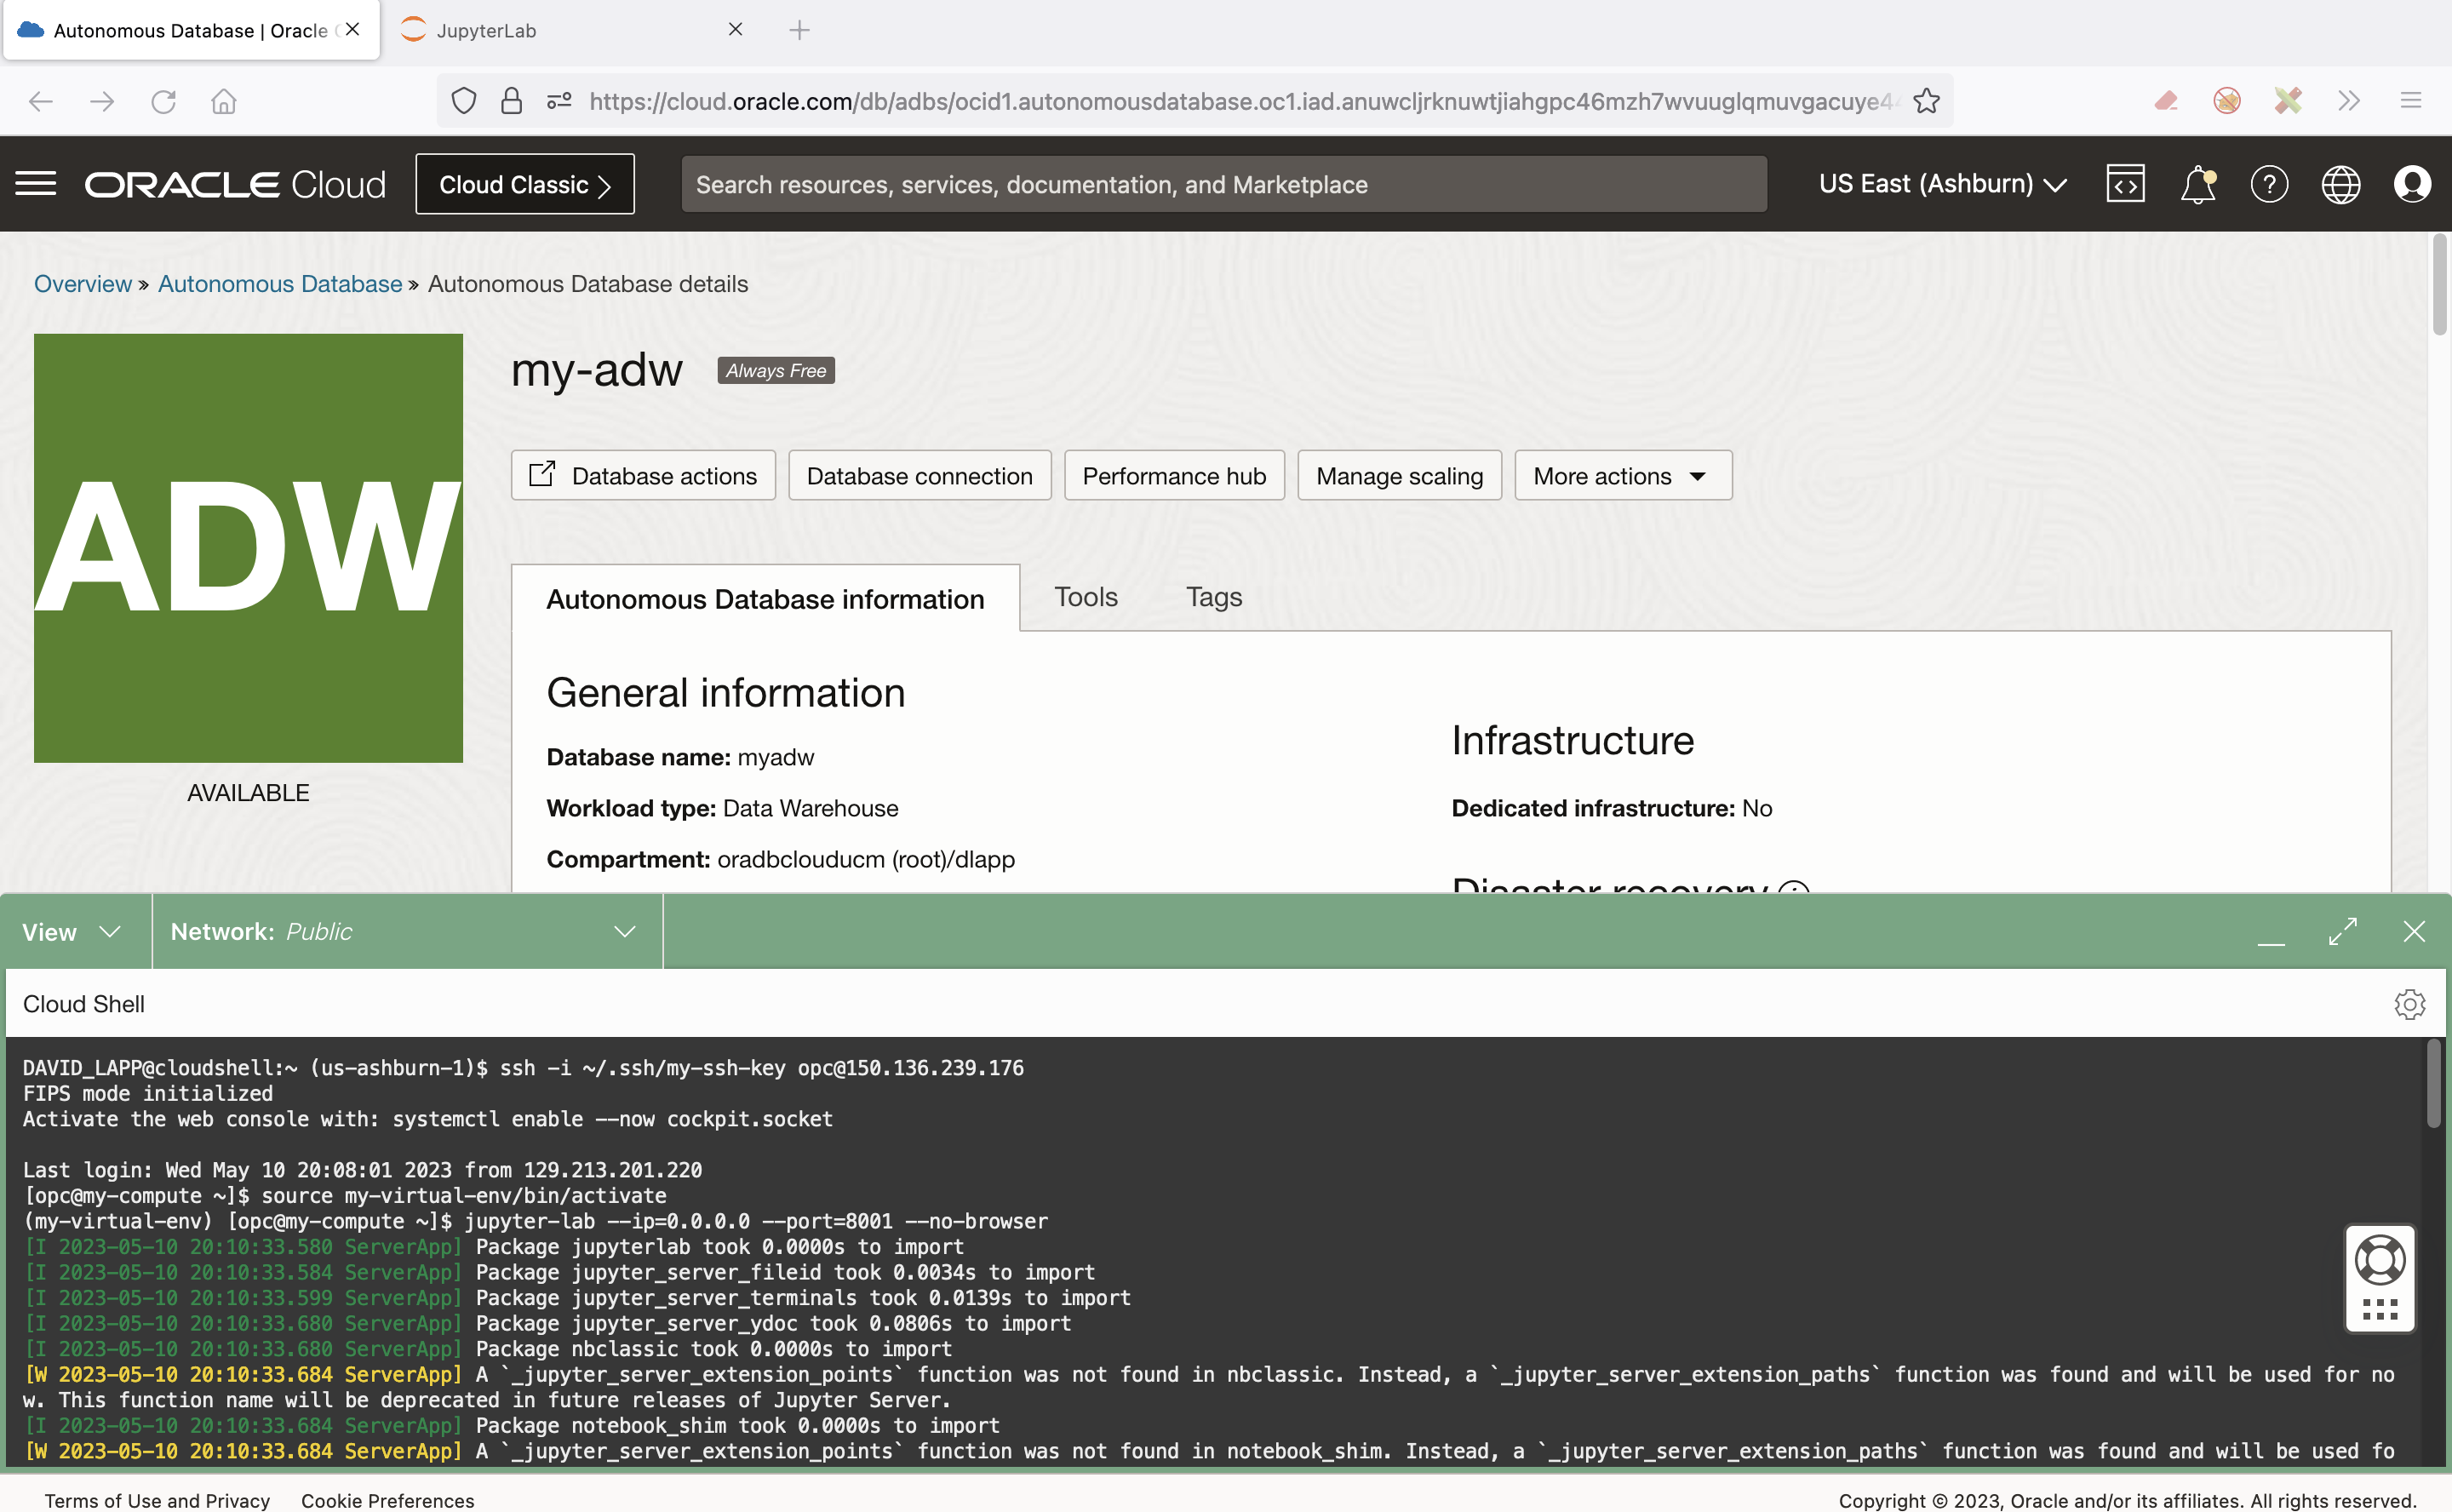 Autonomous Database | Oracle
JupyterLab
https://cloud.oracle.com/db/adbs/ocid1.autonomousdatabase.oc1.iad.anuwcljrknuwtjiahgpc46mzh7wvuuglqmuvgacuye4
ORACLE Cloud
Cloud Classic
Search resources, services, documentation, and Marketplace
US East (Ashburn)
Overview » Autonomous Database » Autonomous Database details
ADW
AVAILABLE
my-adw
Always Free
Database actions
Database connection
Performance hub
Manage scaling
More actions
Autonomous Database information
Tools
Tags
General information
Database name: myadw
Workload type: Data Warehouse
Compartment: oradbclouducm (root)/dlapp
Infrastructure
Dedicated infrastructure: No
Disaster recovery
View
Network: Public
Cloud Shell
DAVID_LAPP@cloudshell:~ (us-ashburn-1)$ ssh -i ~/.ssh/my-ssh-key opc@150.136.239.176
FIPS mode initialized
Activate the web console with: systemctl enable --now cockpit.socket
Last login: Wed May 10 20:08:01 2023 from 129.213.201.220
[opc@my-compute ~]$ source my-virtual-env/bin/activate
(my-virtual-env) [opc@my-compute ~]$ jupyter-lab --ip=0.0.0.0 --port=8001 --no-browser
[I 2023-05-10 20:10:33.580 ServerApp] Package jupyterlab took 0.0000s to import
[I 2023-05-10 20:10:33.584 ServerApp] Package jupyter_server_fileid took 0.0034s to import
[I 2023-05-10 20:10:33.599 ServerApp] Package jupyter_server_terminals took 0.0139s to import
[I 2023-05-10 20:10:33.680 ServerApp] Package jupyter_server_ydoc took 0.0806s to import
[I 2023-05-10 20:10:33.680 ServerApp] Package nbclassic took 0.0000s to import
[W 2023-05-10 20:10:33.684 ServerApp] A `_jupyter_server_extension_points` function was not found in nbclassic. Instead, a `_jupyter_server_extension_paths` function was found and will be used for no
w. This function name will be deprecated in future releases of Jupyter Server.
[I 2023-05-10 20:10:33.684 ServerApp] Package notebook_shim took 0.0000s to import
[W 2023-05-10 20:10:33.684 ServerApp] A `_jupyter_server_extension_points` function was not found in notebook_shim. Instead, a `_jupyter_server_extension_paths` function was found and will be used fo
Terms of Use and Privacy
Cookie Preferences
Copyright © 2023, Oracle and/or its affiliates. All rights reserved.